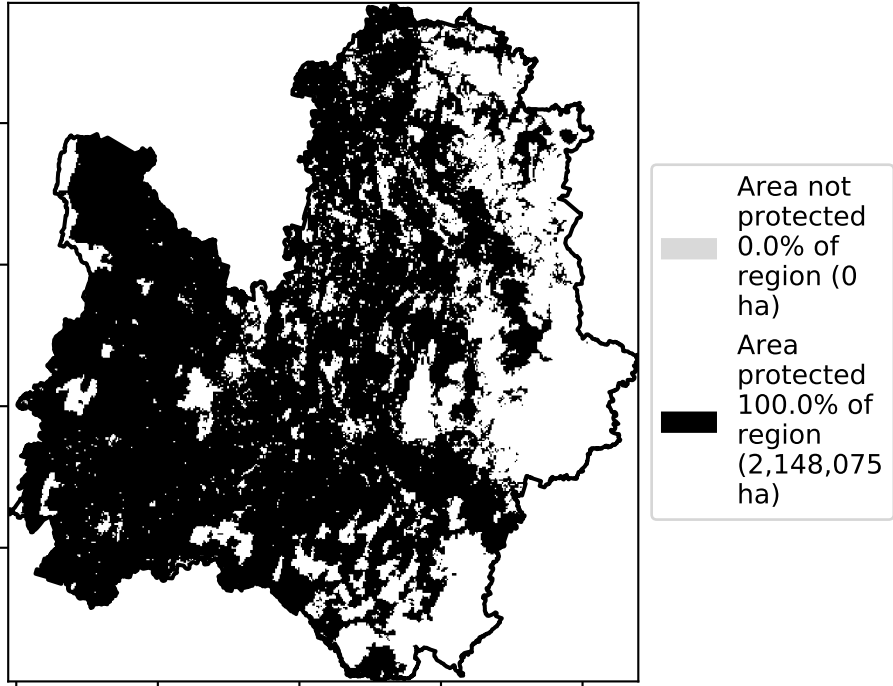 Area not
protected
0.0% of
region (0
ha)
Area
protected
100.0% of
region
(2,148,075
ha)